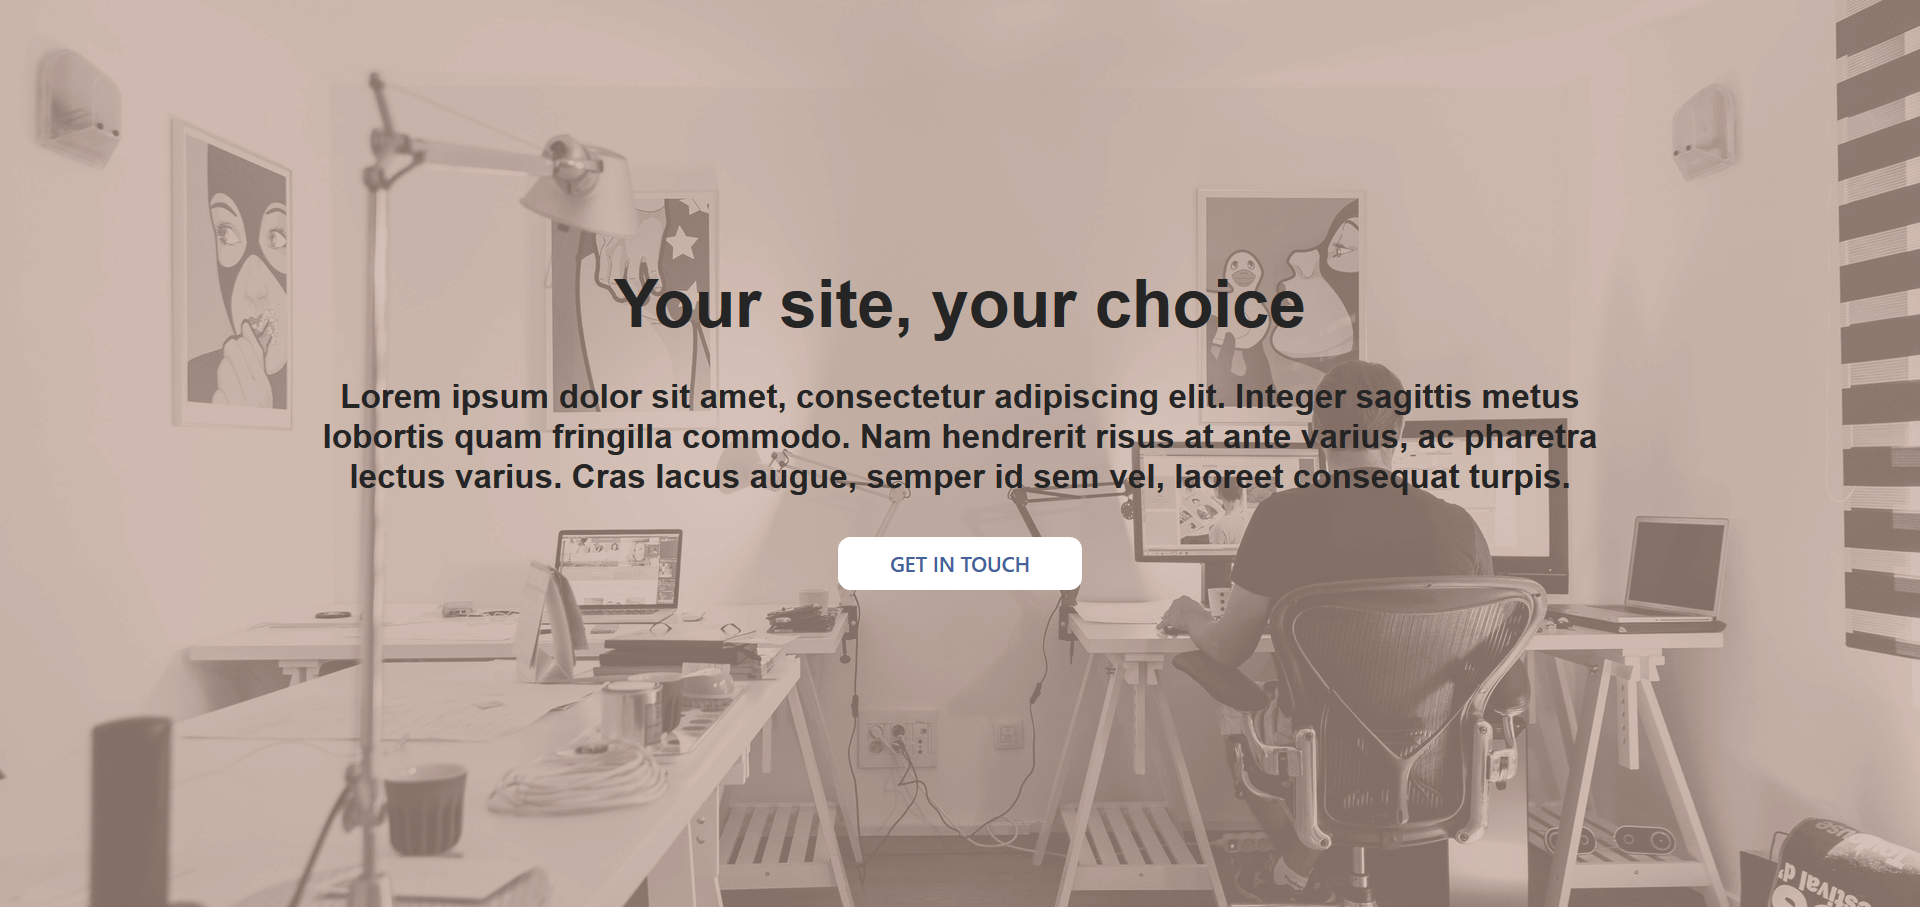 Your site, your choice
Lorem ipsum dolor sit amet, consectetur adipiscing elit. Integer sagittis metus
lobortis quam fringilla commodo. Nam hendrerit risus at ante varius, ac pharetra
lectus varius. Cras lacus augue, semper id sem vel, laoreet consequat turpis.
GET IN TOUCH